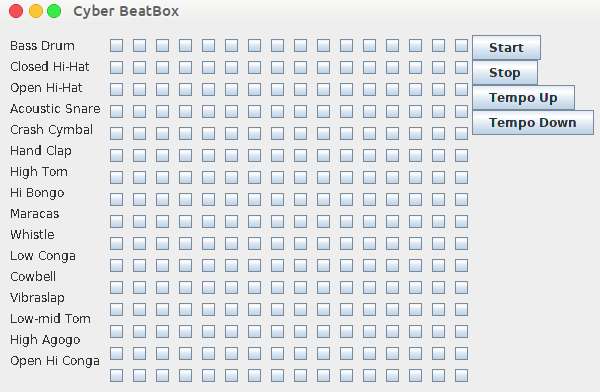 Cyber BeatBox
Bass Drum
Closed Hi-Hat
Open Hi-Hat
Acoustic Snare
Crash Cymbal
Hand Clap
High Tom
Hi Bongo
Maracas
Whistle
Low Conga
Cowbell
Vibraslap
Low-mid Tom
High Agogo
Open Hi Conga
Start
Stop
Tempo Up
Tempo Down